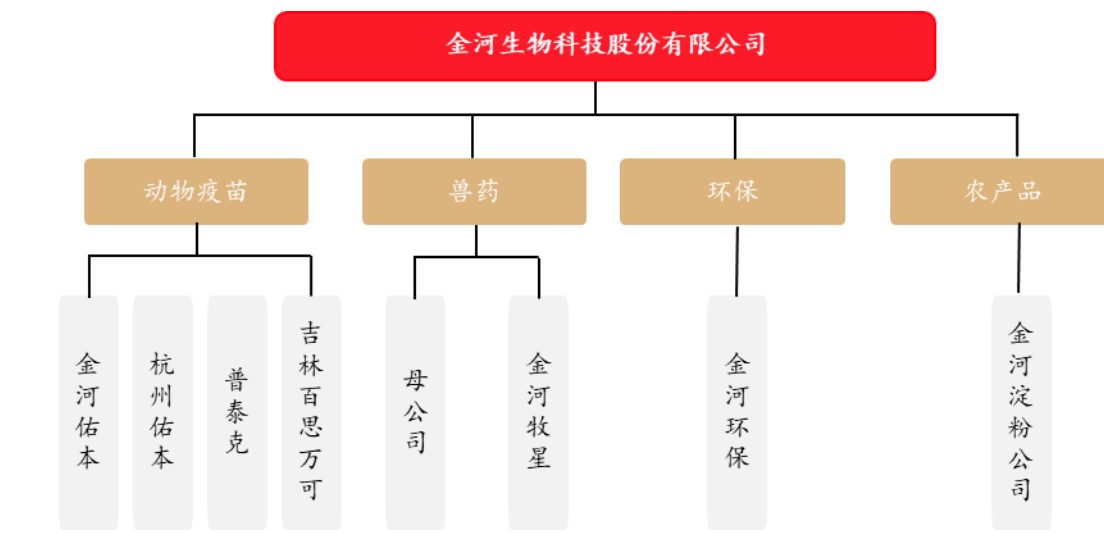 金河生物科技股份有限公司
动物疫苗
兽药
环保
农产品
金河佑本
杭州佑本
普泰克
吉林百思万可
母公司
金河牧星
金河环保
金河淀粉公司